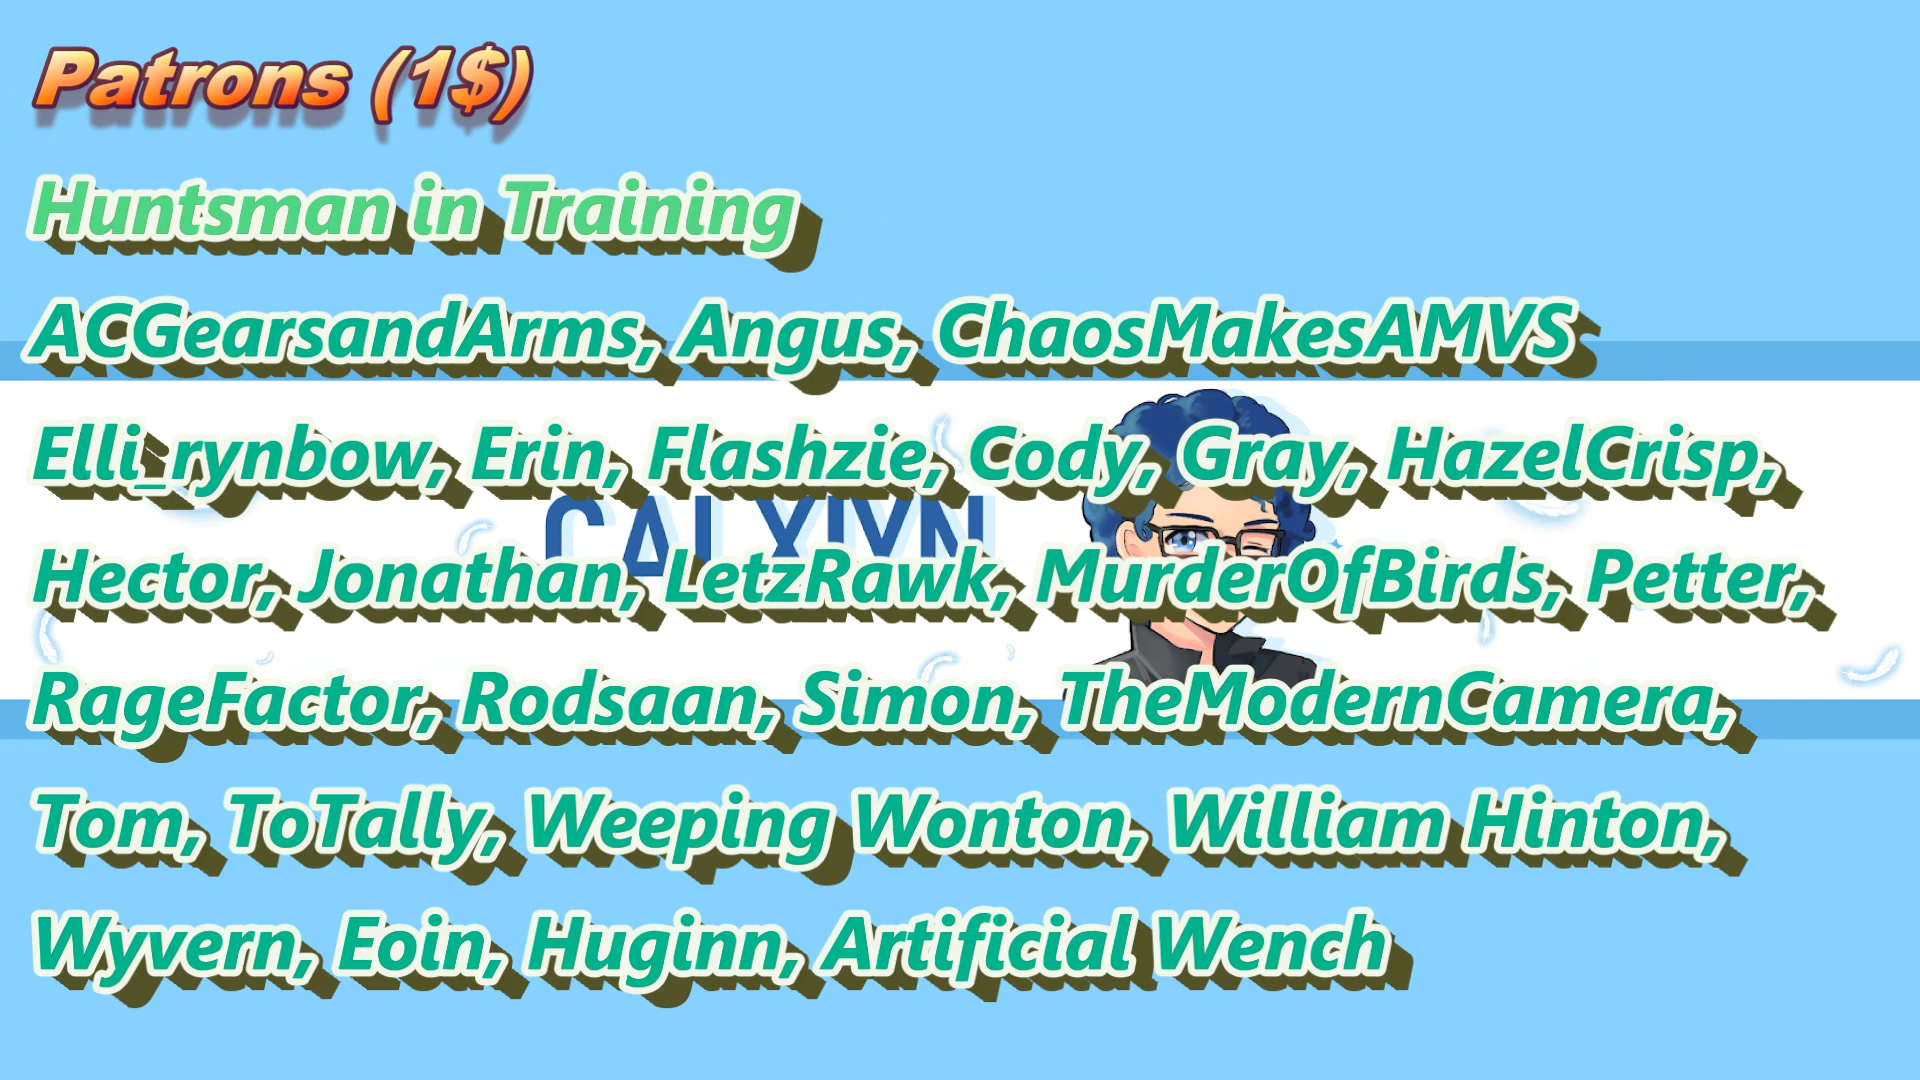 Patrons (1$)
Huntsman in Training
ACGearsandArms, Angus, ChaosMakesAMVS
Elli_rynbow, Erin, Flashzie, Cody, Gray, HazelCrisp,
CALXIYN
Hector, Jonathan, LetzRawk, MurderOfBirds, Petter,
RageFactor, Rodsaan, Simon, TheModernCamera,
Tom, ToTally, Weeping Wonton, William Hinton,
Wyvern, Eoin, Huginn, Artificial Wench